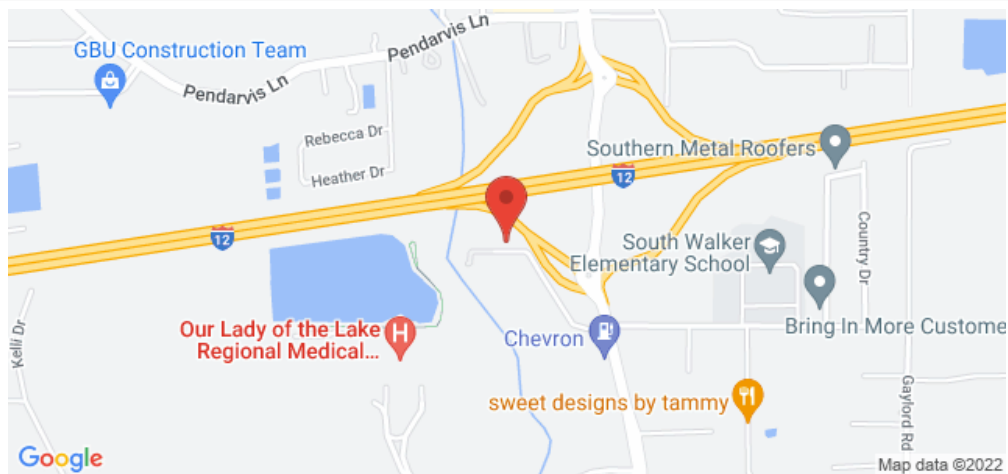 Pendarvis Ln
GBU Construction Team
Pendarvis Ln
Rebecca Dr
Southern Metal Roofers
Heather Dr
12
12
Country Dr
South Walker
Elementary School
Our Lady of the Lake
Regional Medical...
H
Kelli Dr
Chevron
Bring In More Custome
sweet designs by tammy
Gaylord Rd
Google
Map data ©2022